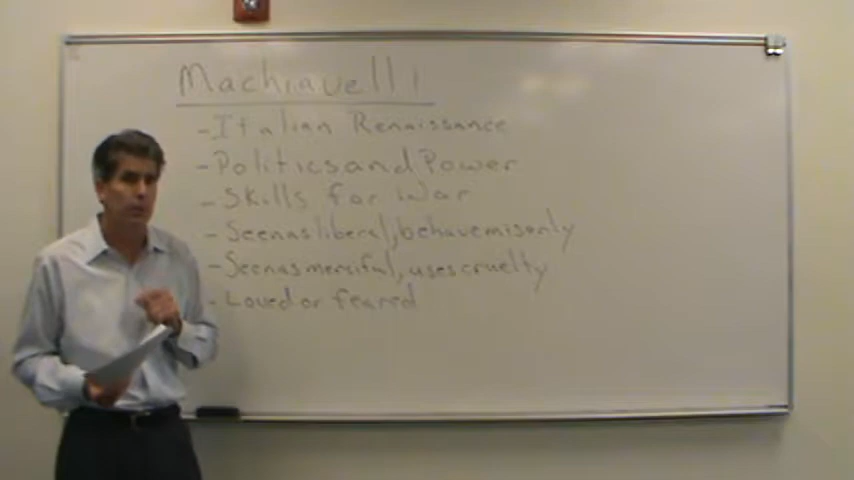 Machiavelli
- Italian Renaissance
- Politics and Power
- Skills for War
- Seen as liberal, behave misonly
- Seen as merciful, uses cruelty
- Loved or feared